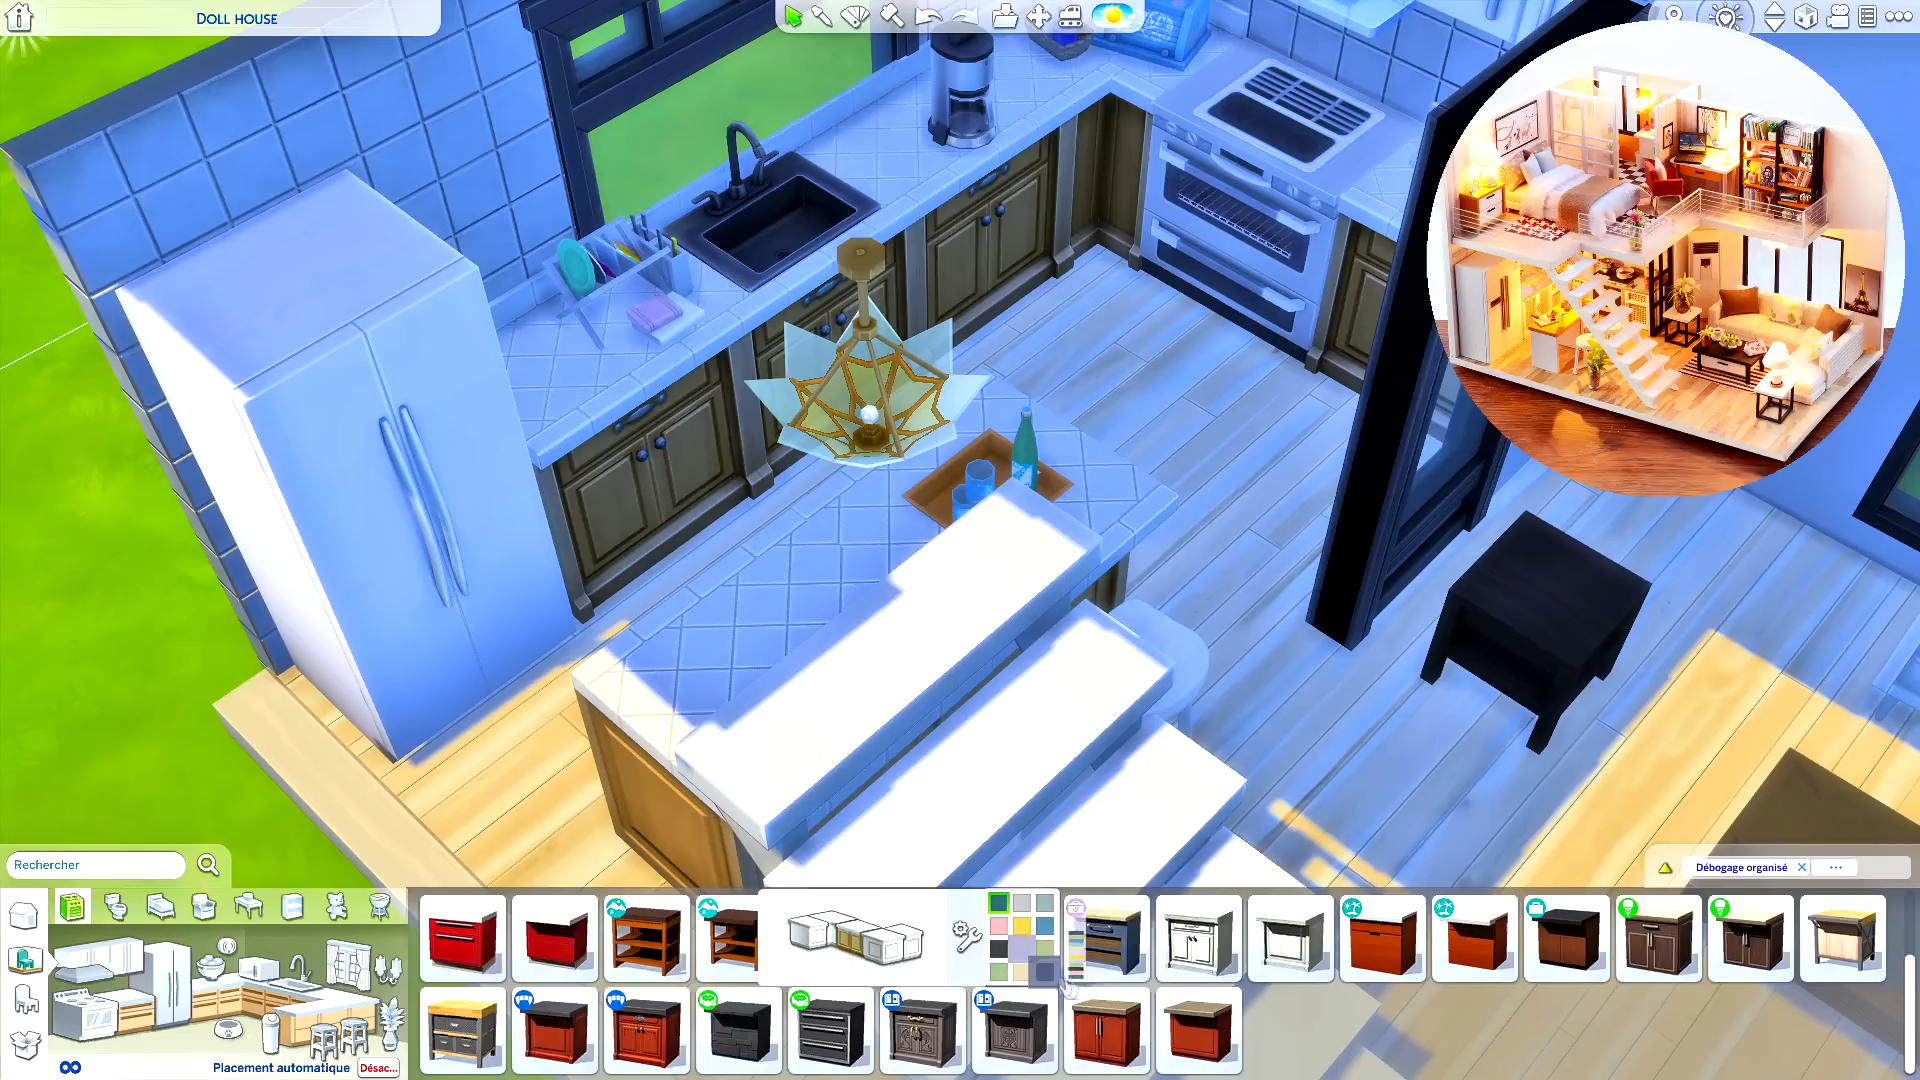 DOLL HOUSE
Rechercher
Débogage organisé
Placement automatique
Désac...